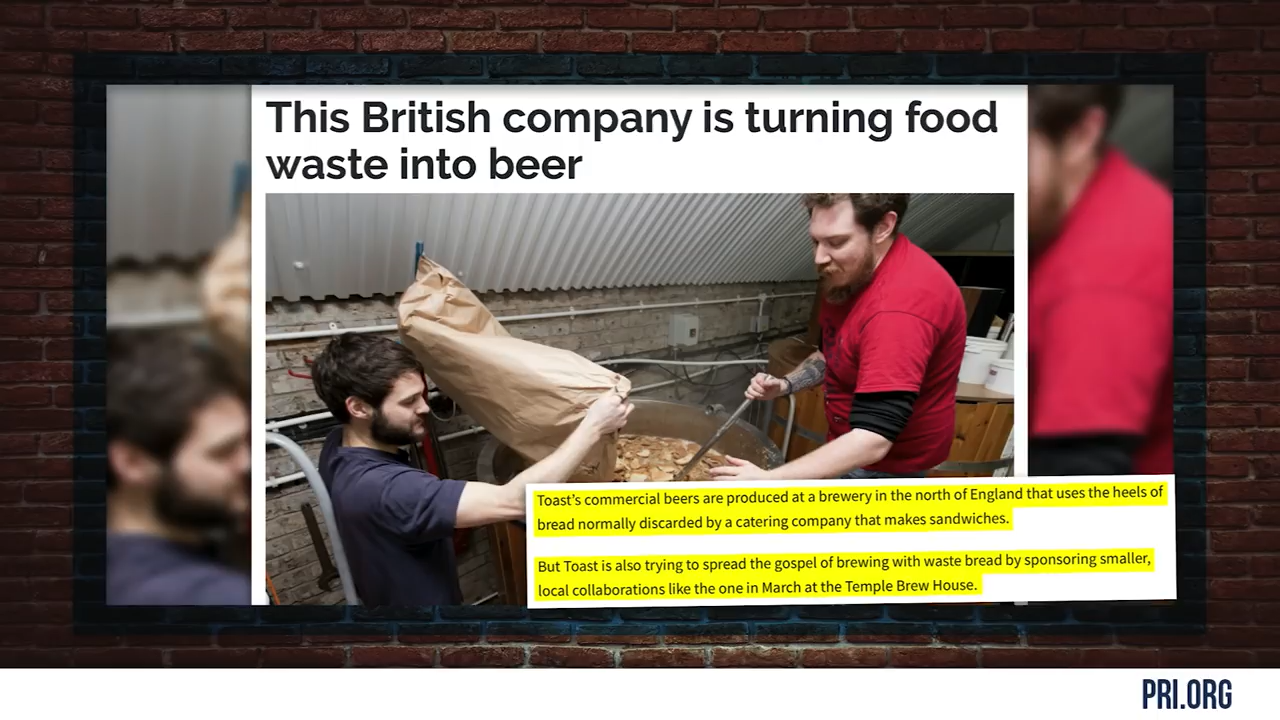 This British company is turning food
waste into beer
Toast's commercial beers are produced at a brewery in the north of England that uses the heels of
bread normally discarded by a catering company that makes sandwiches.
But Toast is also trying to spread the gospel of brewing with waste bread by sponsoring smaller,
local collaborations like the one in March at the Temple Brew House.
PRI.ORG